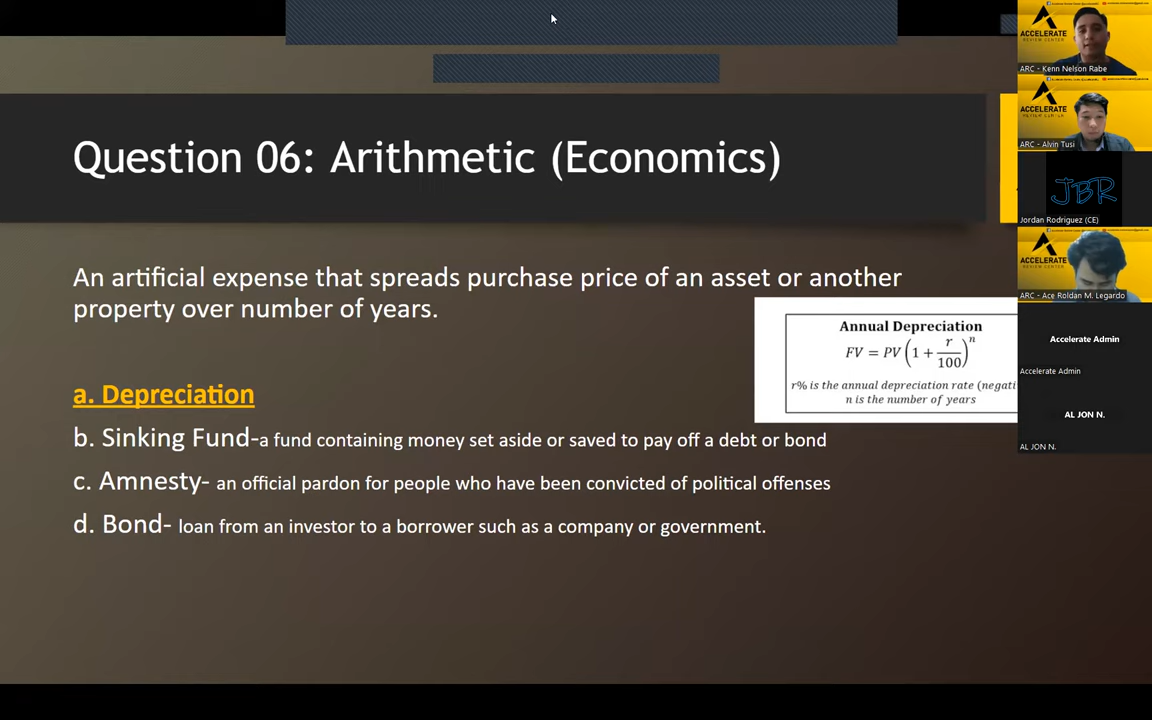 Question 06: Arithmetic (Economics)
An artificial expense that spreads purchase price of an asset or another
property over number of years.
Annual Depreciation
FV = PV(1 + r/100)^n
r% is the annual depreciation rate (negati
n is the number of years
a. Depreciation
b. Sinking Fund-a fund containing money set aside or saved to pay off a debt or bond
c. Amnesty- an official pardon for people who have been convicted of political offenses
d. Bond- loan from an investor to a borrower such as a company or government.
ACCELERATE
REVIEW CENTER
ARC - Kenn Nelson Rabe
ACCELERATE
ARC - Alvin Tusi
JBR
Jordan Rodriguez (CE)
ACCELERATE
REVIEW CENTER
ARC - Ace Roldan M. Legardo
Accelerate Admin
Accelerate Admin
AL JON N.
AL JON N.